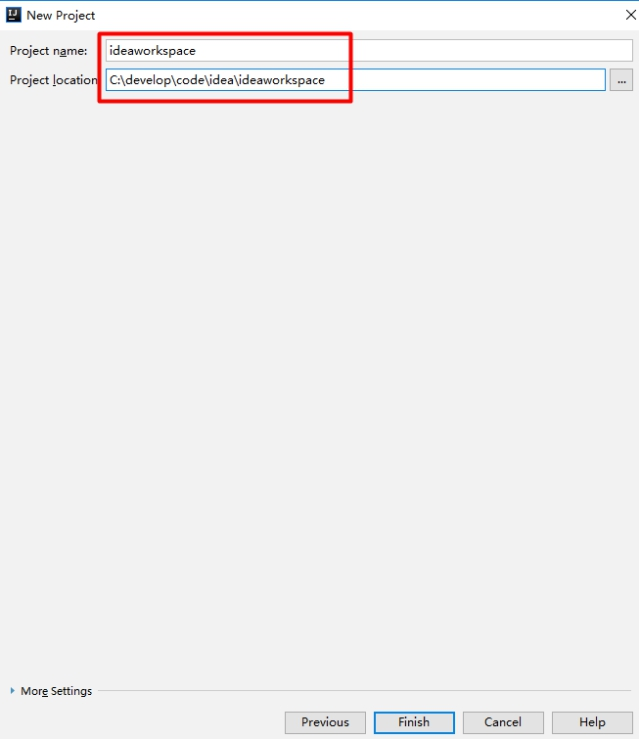 New Project
Project name: ideaworkspace
Project location C:\develop\code\idea\ideaworkspace ...
More Settings
Previous Finish Cancel Help